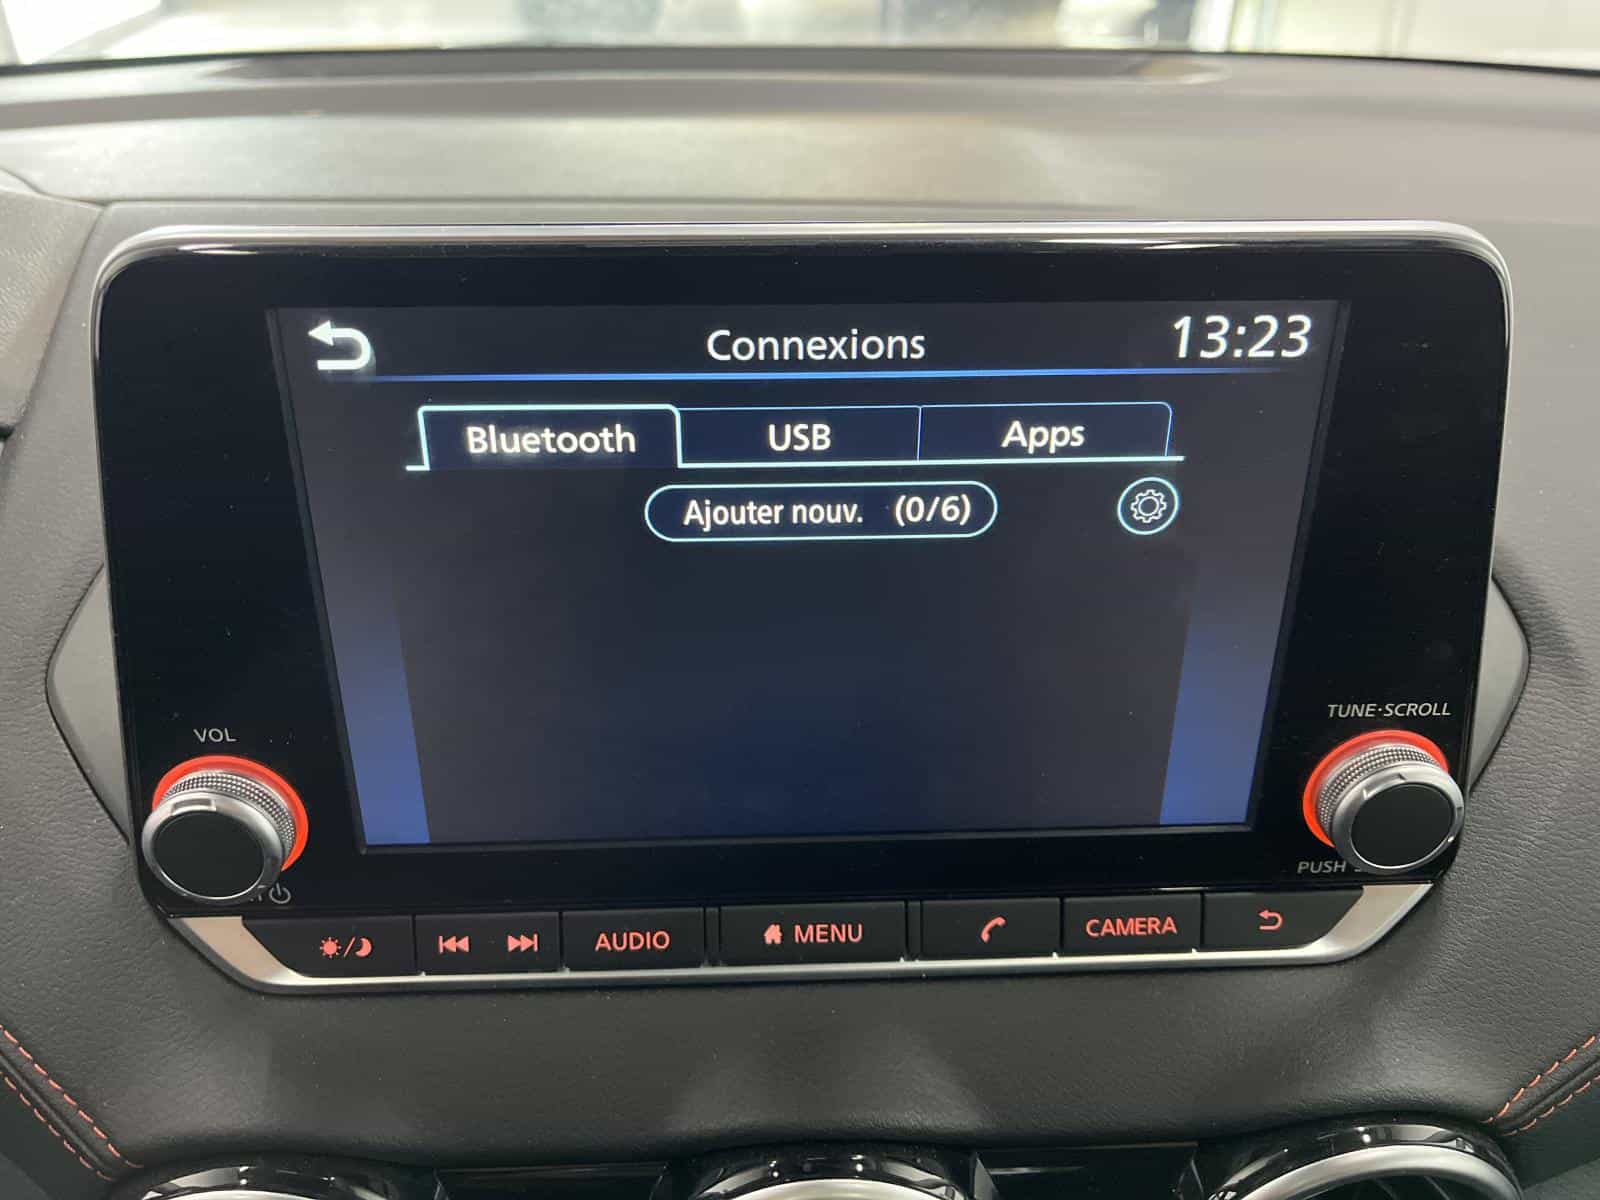 Connexions 13:23
Bluetooth USB Apps
Ajouter nouv. (0/6)
VOL
TUNE·SCROLL
PUSH
AUDIO MENU CAMERA